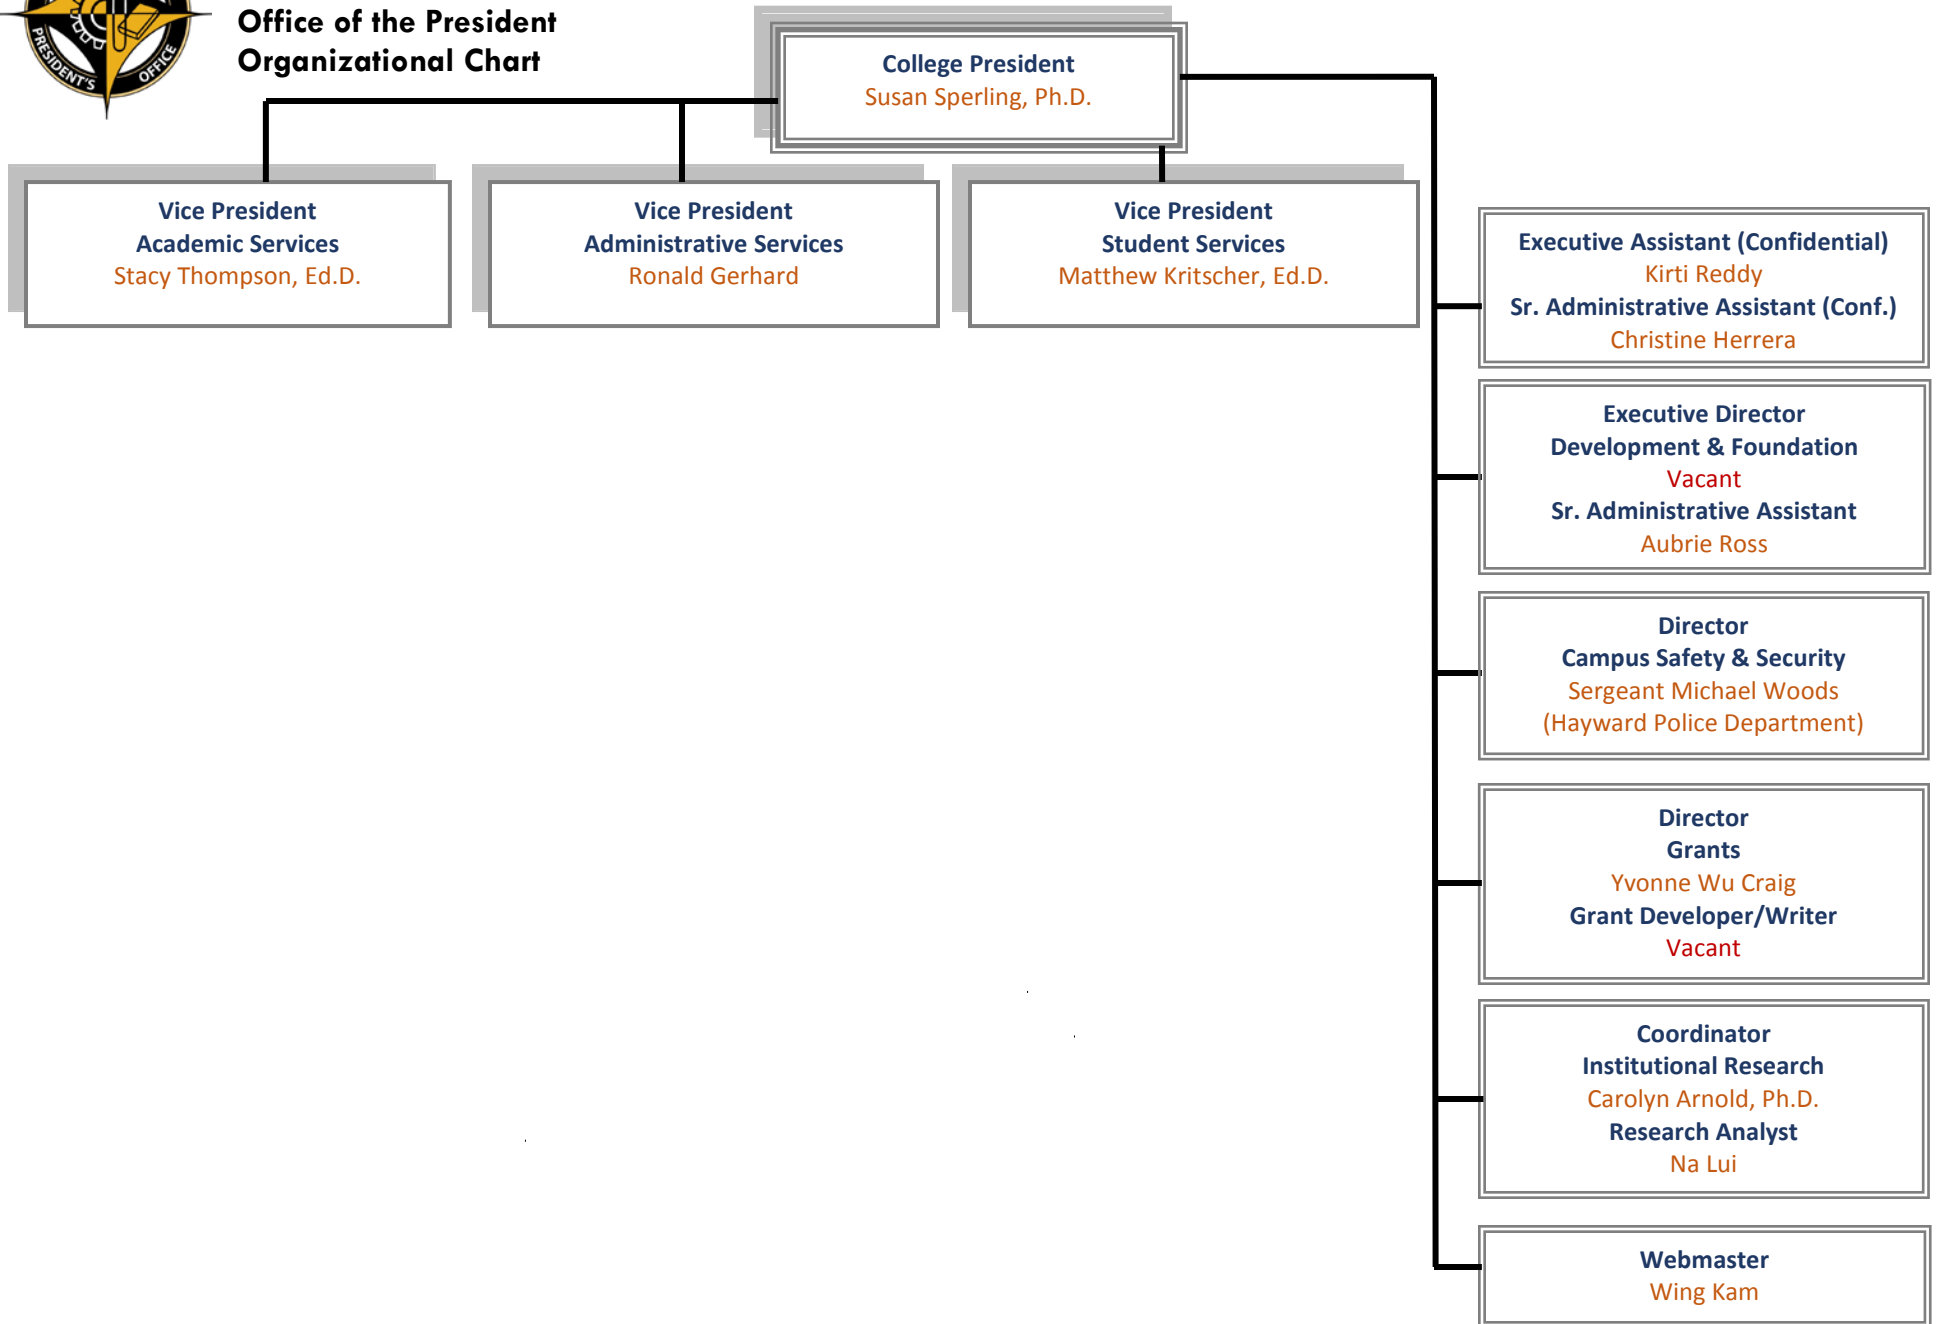 PRESIDENT'S OFFICE
Office of the President
Organizational Chart
College President
Susan Sperling, Ph.D.
Vice President
Academic Services
Stacy Thompson, Ed.D.
Vice President
Administrative Services
Ronald Gerhard
Vice President
Student Services
Matthew Kritscher, Ed.D.
Executive Assistant (Confidential)
Kirti Reddy
Sr. Administrative Assistant (Conf.)
Christine Herrera
Executive Director
Development & Foundation
Vacant
Sr. Administrative Assistant
Aubrie Ross
Director
Campus Safety & Security
Sergeant Michael Woods
(Hayward Police Department)
Director
Grants
Yvonne Wu Craig
Grant Developer/Writer
Vacant
Coordinator
Institutional Research
Carolyn Arnold, Ph.D.
Research Analyst
Na Lui
Webmaster
Wing Kam